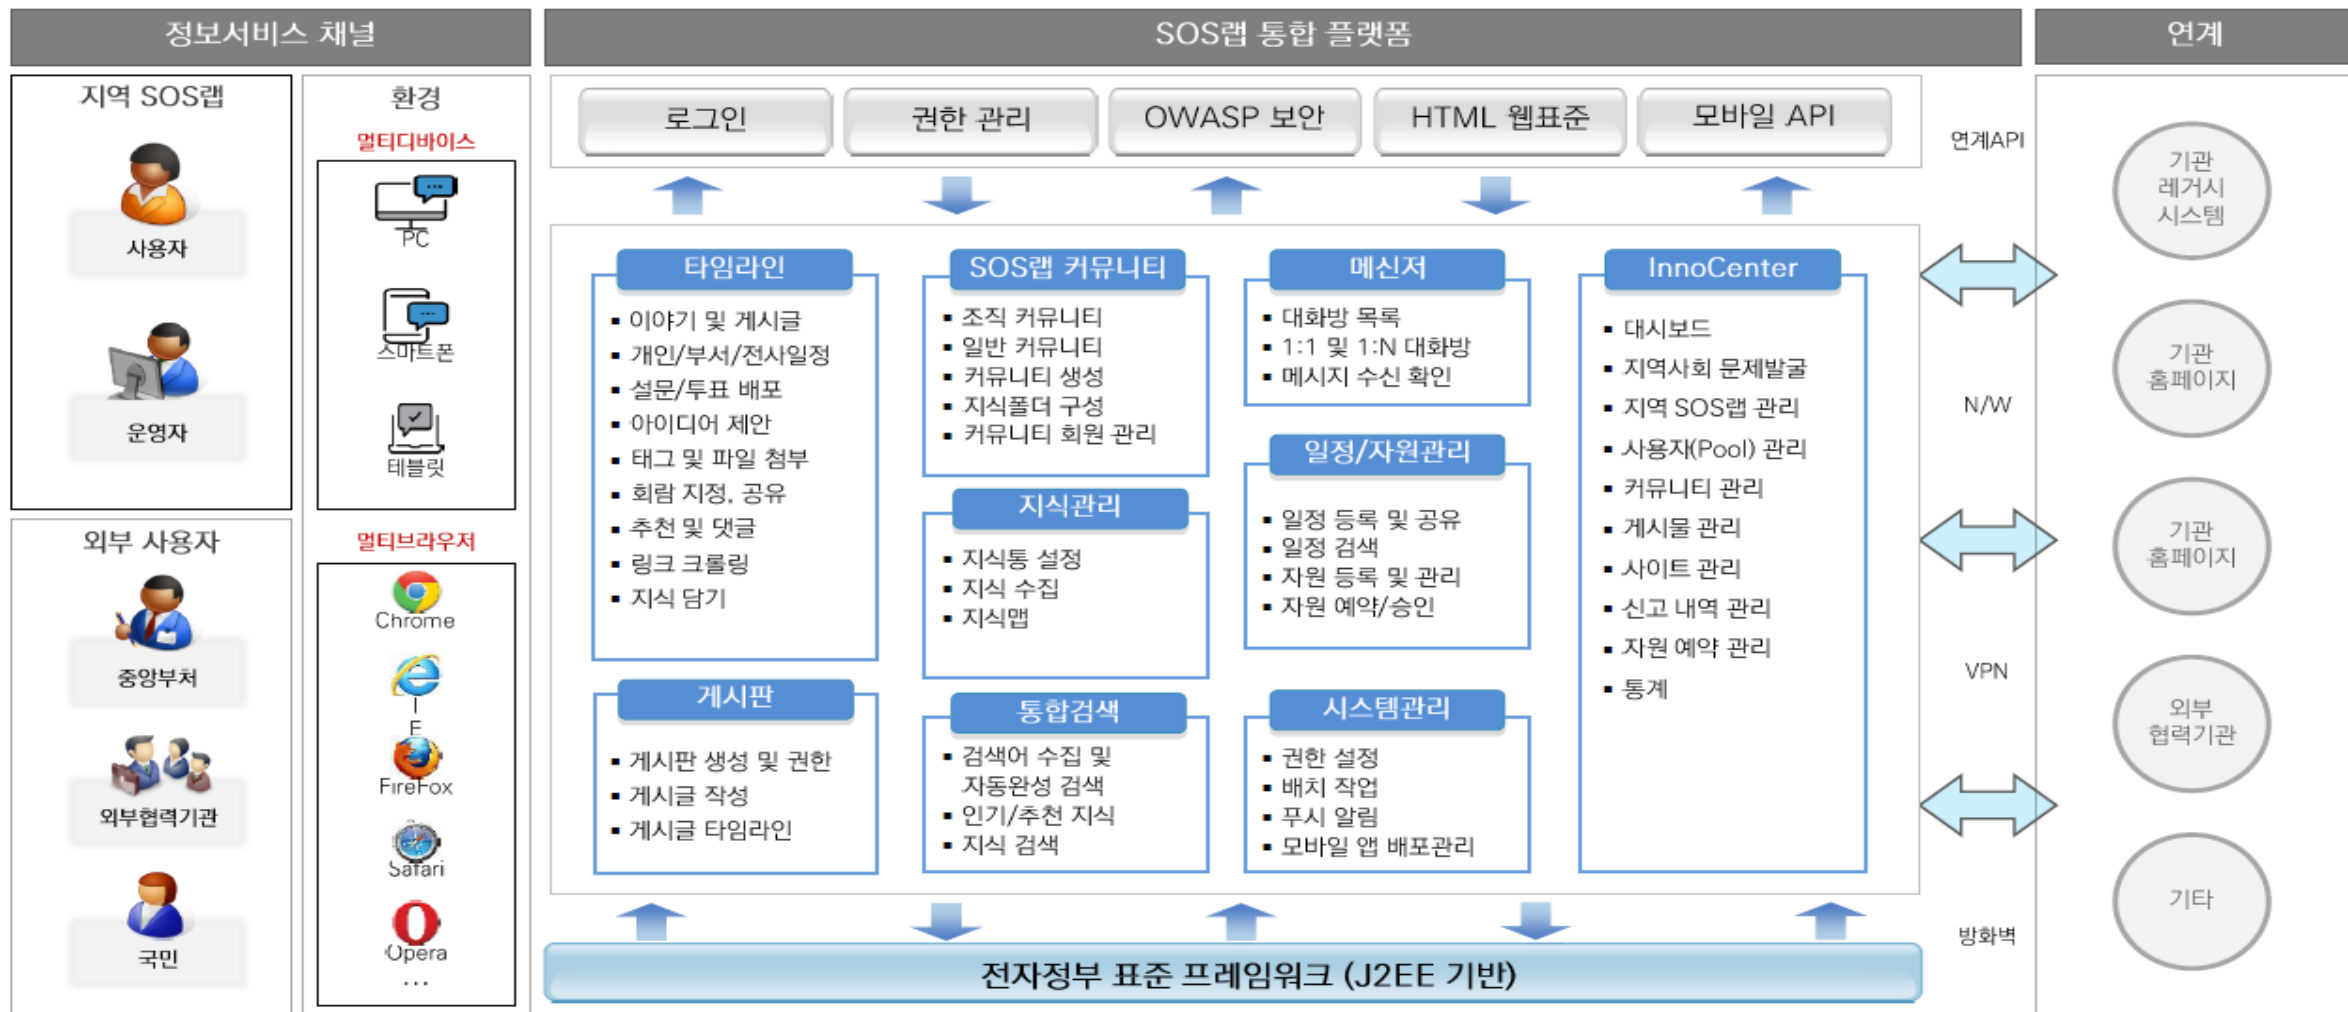 정보서비스 채널
SOS랩 통합 플랫폼
연계
지역 SOS랩
사용자
운영자
외부 사용자
중앙부처
외부협력기관
국민
환경
멀티디바이스
PC
스마트폰
테블릿
멀티브라우저
Chrome
I
E
FireFox
Safari
Opera
...
로그인
권한 관리
OWASP 보안
HTML 웹표준
모바일 API
타임라인
▪ 이야기 및 게시글
▪ 개인/부서/전사일정
▪ 설문/투표 배포
▪ 아이디어 제안
▪ 태그 및 파일 첨부
▪ 회람 지정, 공유
▪ 추천 및 댓글
▪ 링크 크롤링
▪ 지식 담기
게시판
▪ 게시판 생성 및 권한
▪ 게시글 작성
▪ 게시글 타임라인
SOS랩 커뮤니티
▪ 조직 커뮤니티
▪ 일반 커뮤니티
▪ 커뮤니티 생성
▪ 지식폴더 구성
▪ 커뮤니티 회원 관리
지식관리
▪ 지식통 설정
▪ 지식 수집
▪ 지식맵
통합검색
▪ 검색어 수집 및
자동완성 검색
▪ 인기/추천 지식
▪ 지식 검색
메신저
▪ 대화방 목록
▪ 1:1 및 1:N 대화방
▪ 메시지 수신 확인
일정/자원관리
▪ 일정 등록 및 공유
▪ 일정 검색
▪ 자원 등록 및 관리
▪ 자원 예약/승인
시스템관리
▪ 권한 설정
▪ 배치 작업
▪ 푸시 알림
▪ 모바일 앱 배포관리
InnoCenter
▪ 대시보드
▪ 지역사회 문제발굴
▪ 지역 SOS랩 관리
▪ 사용자(Pool) 관리
▪ 커뮤니티 관리
▪ 게시물 관리
▪ 사이트 관리
▪ 신고 내역 관리
▪ 자원 예약 관리
▪ 통계
전자정부 표준 프레임워크 (J2EE 기반)
연계API
N/W
VPN
방화벽
기관
레거시
시스템
기관
홈페이지
기관
홈페이지
외부
협력기관
기타